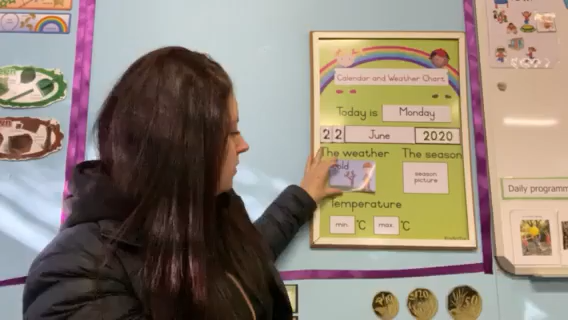 Calendar and Weather Chart
Today is Monday
22 June 2020
The weather The season
season
picture
Temperature
min. °C max. °C
Daily programme